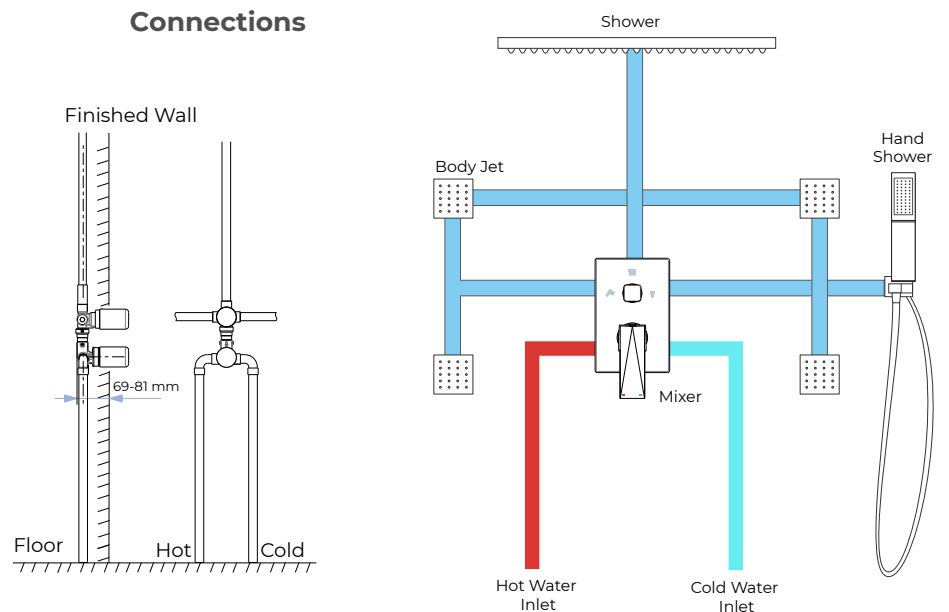 Connections
Finished Wall
69-81 mm
Floor
Hot
Cold
Shower
Body Jet
Hand
Shower
Mixer
Hot Water
Inlet
Cold Water
Inlet